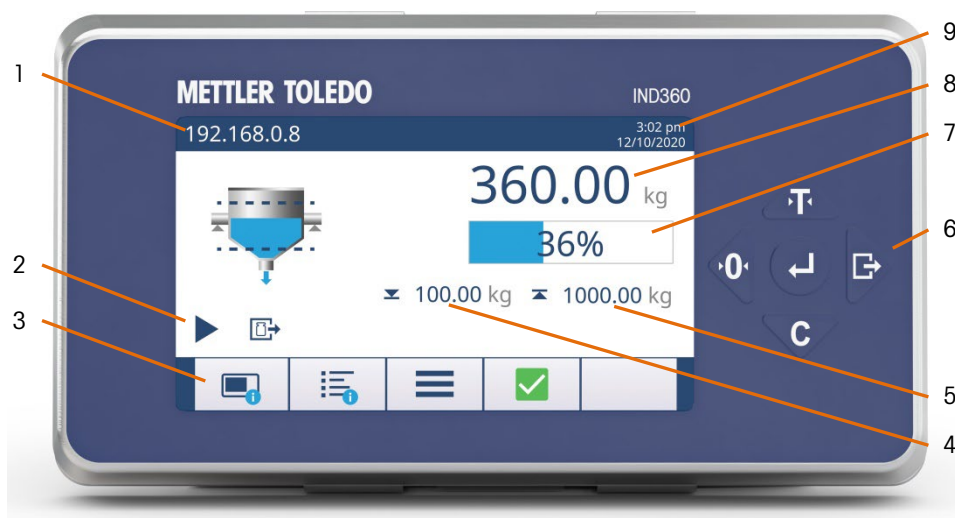 METTLER TOLEDO
IND360
192.168.0.8
3:02 pm
12/10/2020
360.00 kg
36%
100.00 kg
1000.00 kg
T
0
C
1
2
3
9
8
7
6
5
4